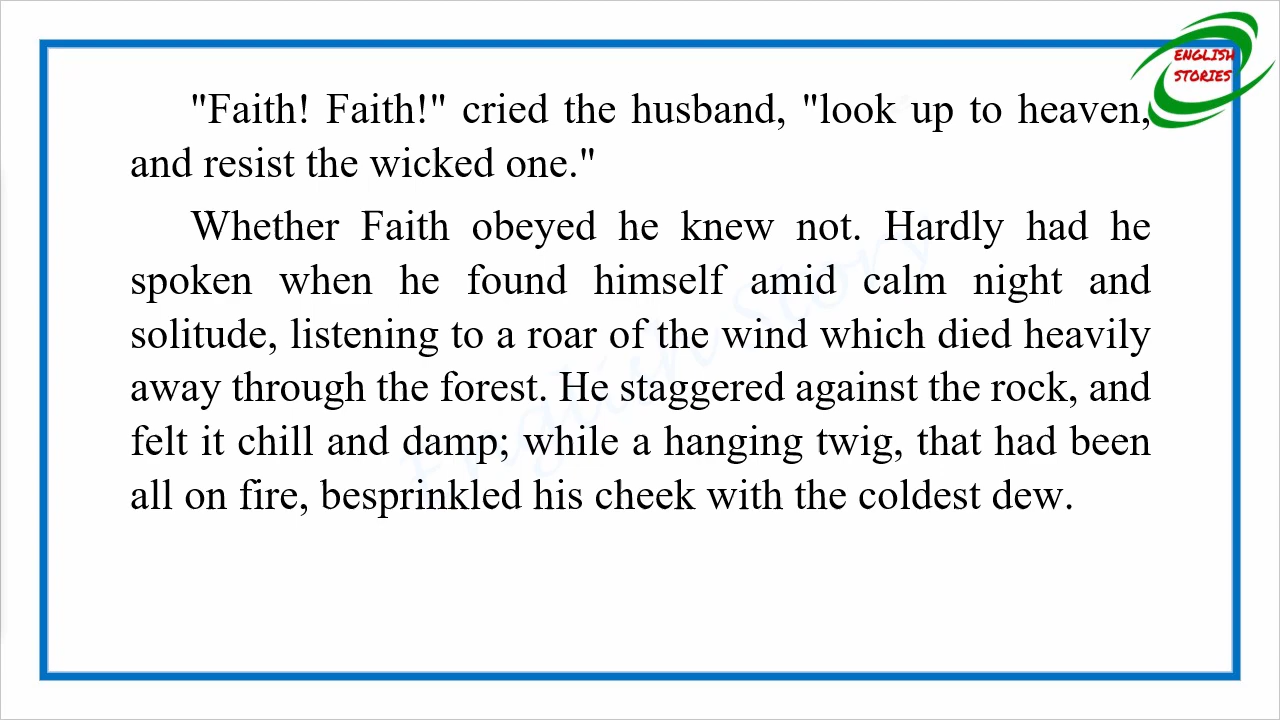 ENGLISH
STORIES
"Faith! Faith!" cried the husband, "look up to heaven,
and resist the wicked one."
Whether Faith obeyed he knew not. Hardly had he
spoken when he found himself amid calm night and
solitude, listening to a roar of the wind which died heavily
away through the forest. He staggered against the rock, and
felt it chill and damp; while a hanging twig, that had been
all on fire, besprinkled his cheek with the coldest dew.
English Story